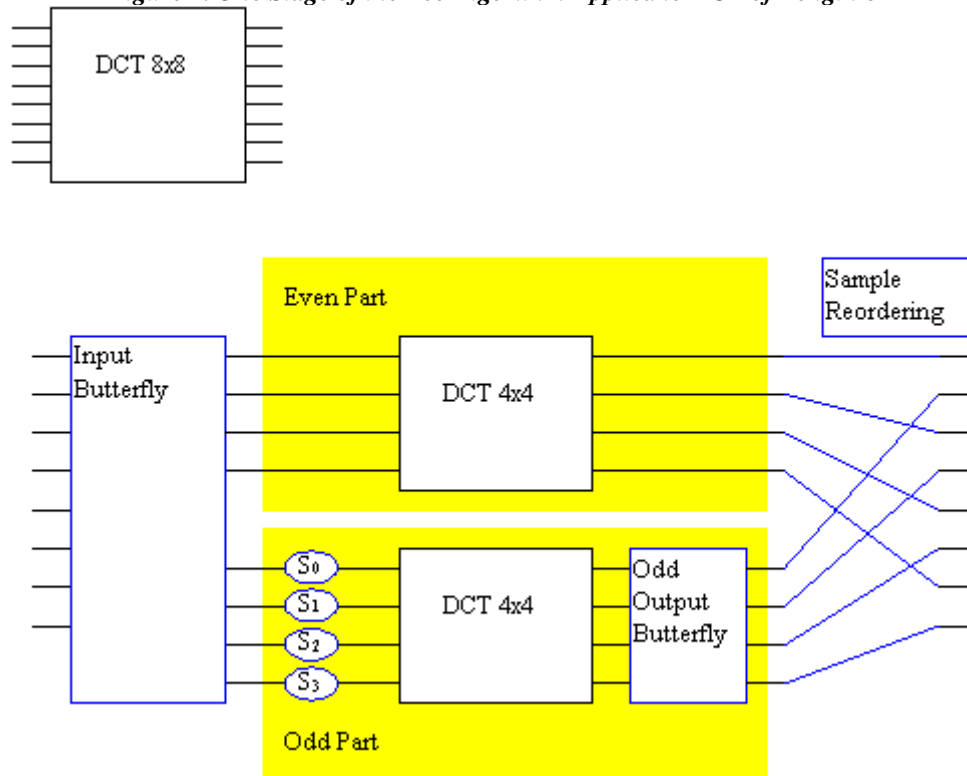 DCT 8x8
Even Part
Sample
Reordering
Input
Butterfly
DCT 4x4
S0
S1
S2
S3
DCT 4x4
Odd
Output
Butterfly
Odd Part